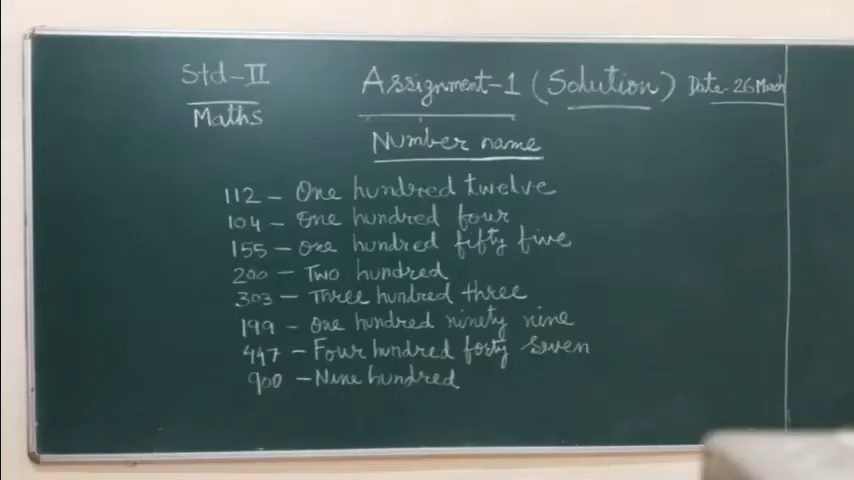 Std-II Assignment-1 (Solution) Date-26 March
Maths
Number name
112 - One hundred twelve
104 - One hundred four
155 - One hundred fifty five
200 - Two hundred
303 - Three hundred three
199 - One hundred ninety nine
447 - Four hundred forty seven
900 - Nine hundred